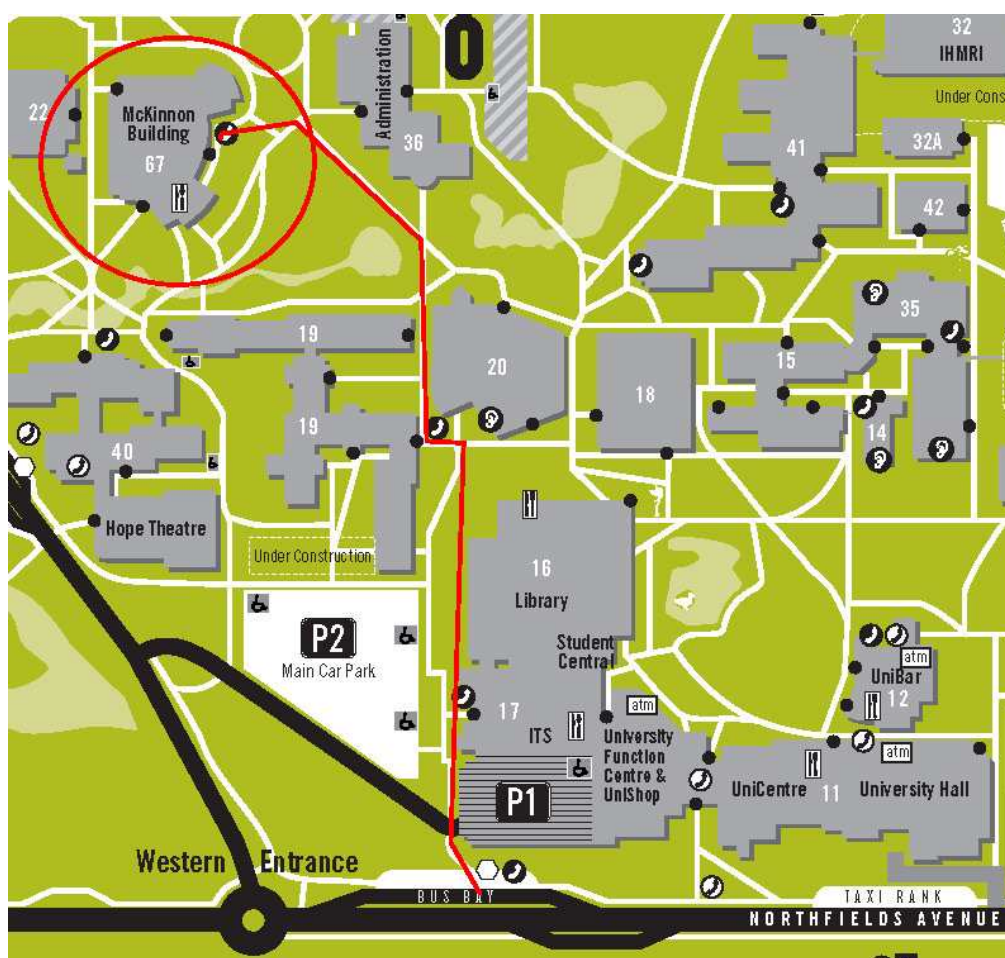 32
IHMRI
Under Cons
22
McKinnon
Building
67
Administration
36
41
32A
42
35
19
20
18
15
19
14
40
Hope Theatre
Under Construction
16
Library
Student
Central
P2
Main Car Park
atm
UniBar
12
17
ITS
atm
University
Function
Centre &
UniShop
atm
P1
UniCentre
11
University Hall
Western Entrance
BUS BAY
TAXI RANK
NORTHFIELDS AVENUE